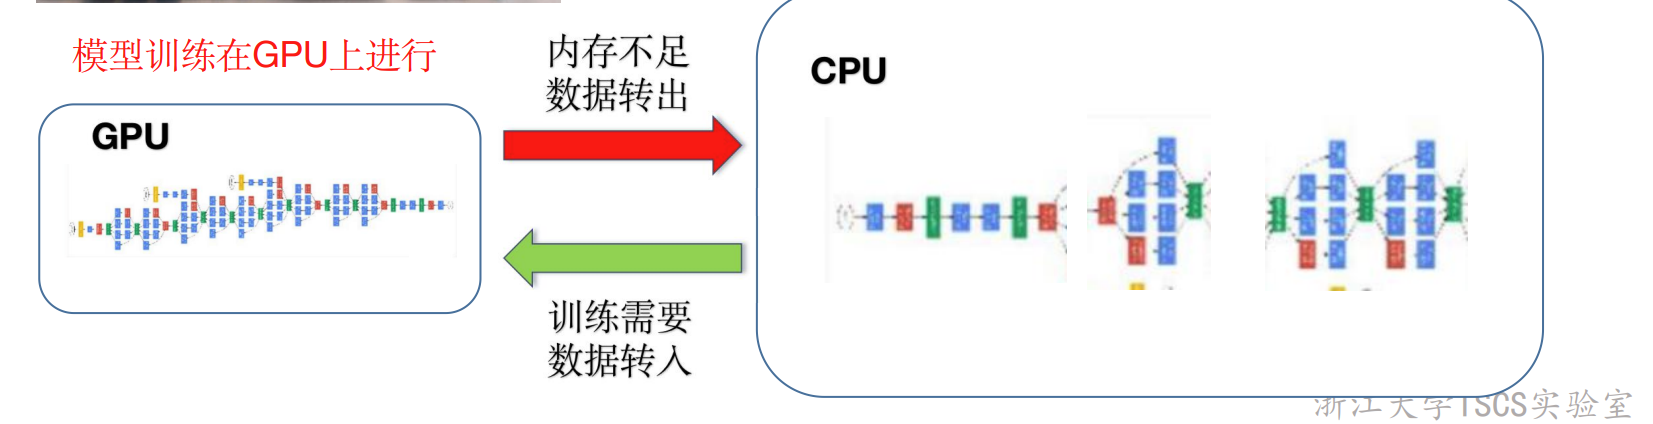 模型训练在GPU上进行
GPU
内存不足
数据转出
训练需要
数据转入
CPU
浙江大学TSCS实验室